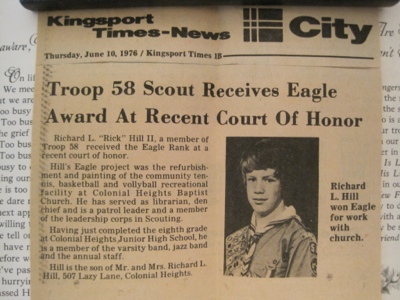 Kingsport
Times-News
City
Thursday, June 10, 1976 / Kingsport Times 1B
Troop 58 Scout Receives Eagle
Award At Recent Court Of Honor
Richard L. "Rick" Hill II, a member of
Troop 58 received the Eagle Rank at a
recent court of honor.
Hill's Eagle project was the refurbish-
ment and painting of the community ten-
nis, basketball and vollyball recreational
facility at Colonial Heights Baptist
Church. He has served as librarian, den
chief and is a patrol leader and a member
of the leadership corps in Scouting.
Having just completed the eighth grade
at Colonial Heights Junior High School, he
is a member of the varsity band, jazz band
and the annual staff.
Hill is the son of Mr. and Mrs. Richard L.
Hill, 507 Lazy Lane, Colonial Heights.
Richard
L. Hill
won Eagle
for work
with
church.